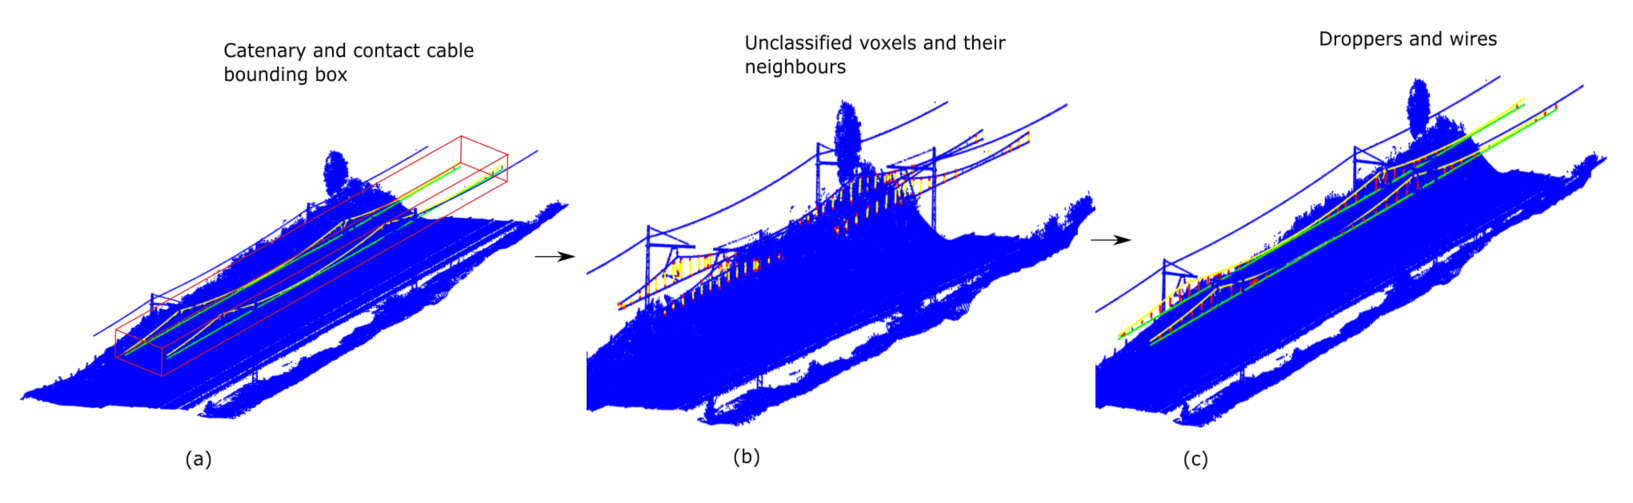 Catenary and contact cable
bounding box
Unclassified voxels and their
neighbours
Droppers and wires
(a)
(b)
(c)